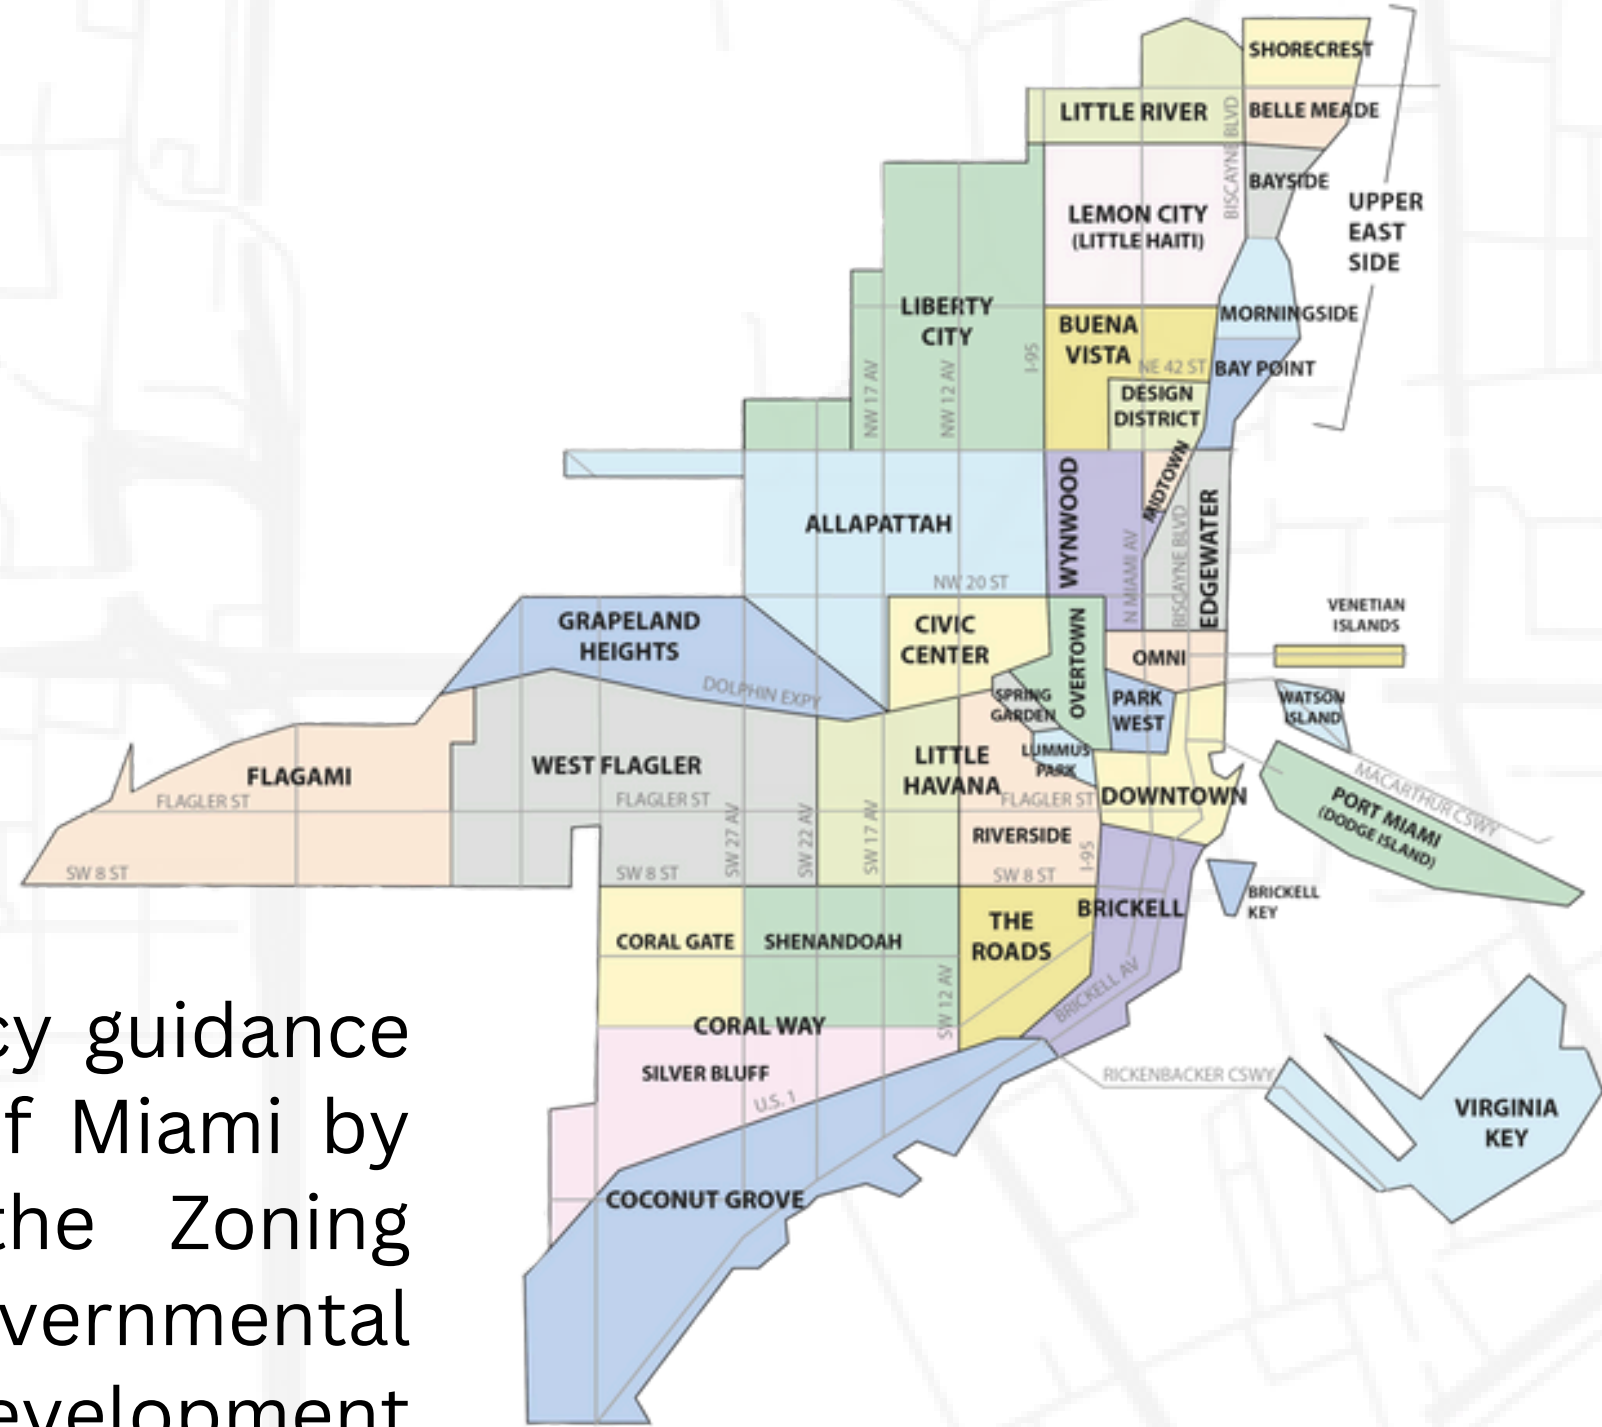 SHORECREST
LITTLE RIVER
BELLE MEADE
BISCAYNE BLVD
BAYSIDE
UPPER
EAST
SIDE
LEMON CITY
(LITTLE HAITI)
LIBERTY
CITY
MORNINGSIDE
BUENA
VISTA
I-95
NE 42 ST
BAY POINT
NW 17 AV
NW 12 AV
DESIGN
DISTRICT
MIDTOWN
WYNWOOD
ALLAPATTAH
EDGEWATER
N MIAMI AV
BISCAYNE BLVD
NW 20 ST
VENETIAN
ISLANDS
GRAPELAND
HEIGHTS
CIVIC
CENTER
OVERTOWN
OMNI
DOLPHIN EXPY
SPRING
GARDEN
PARK
WEST
WATSON
ISLAND
LUMMUS
PARK
FLAGAMI
WEST FLAGLER
LITTLE
HAVANA
MACARTHUR CSWY
FLAGLER ST
FLAGLER ST
FLAGLER ST
DOWNTOWN
PORT MIAMI
(DODGE ISLAND)
SW 27 AV
SW 22 AV
SW 17 AV
RIVERSIDE
I-95
SW 8 ST
SW 8 ST
SW 8 ST
BRICKELL
KEY
BRICKELL
THE
ROADS
CORAL GATE
SHENANDOAH
SW 12 AV
BRICKELL AV
CORAL WAY
SILVER BLUFF
U.S. 1
RICKENBACKER CSWY
VIRGINIA
KEY
COCONUT GROVE
cy guidance
f Miami by
the Zoning
vernmental
evelopment